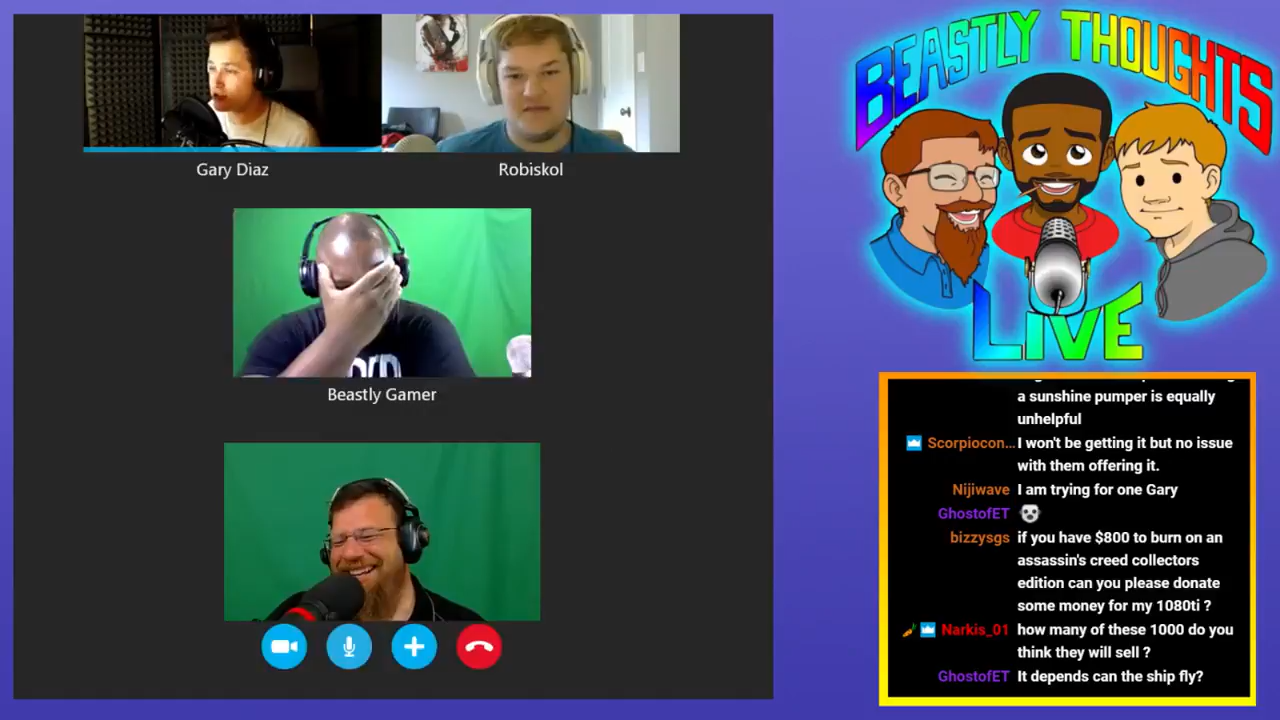 Gary Diaz
Robiskol
Beastly Gamer
BEASTLY THOUGHTS
LIVE
a sunshine pumper is equally
unhelpful
Scorpiocon... I won't be getting it but no issue
with them offering it.
Nijiwave I am trying for one Gary
GhostofET
bizzysgs if you have $800 to burn on an
assassin's creed collectors
edition can you please donate
some money for my 1080ti ?
Narkis_01 how many of these 1000 do you
think they will sell ?
GhostofET It depends can the ship fly?